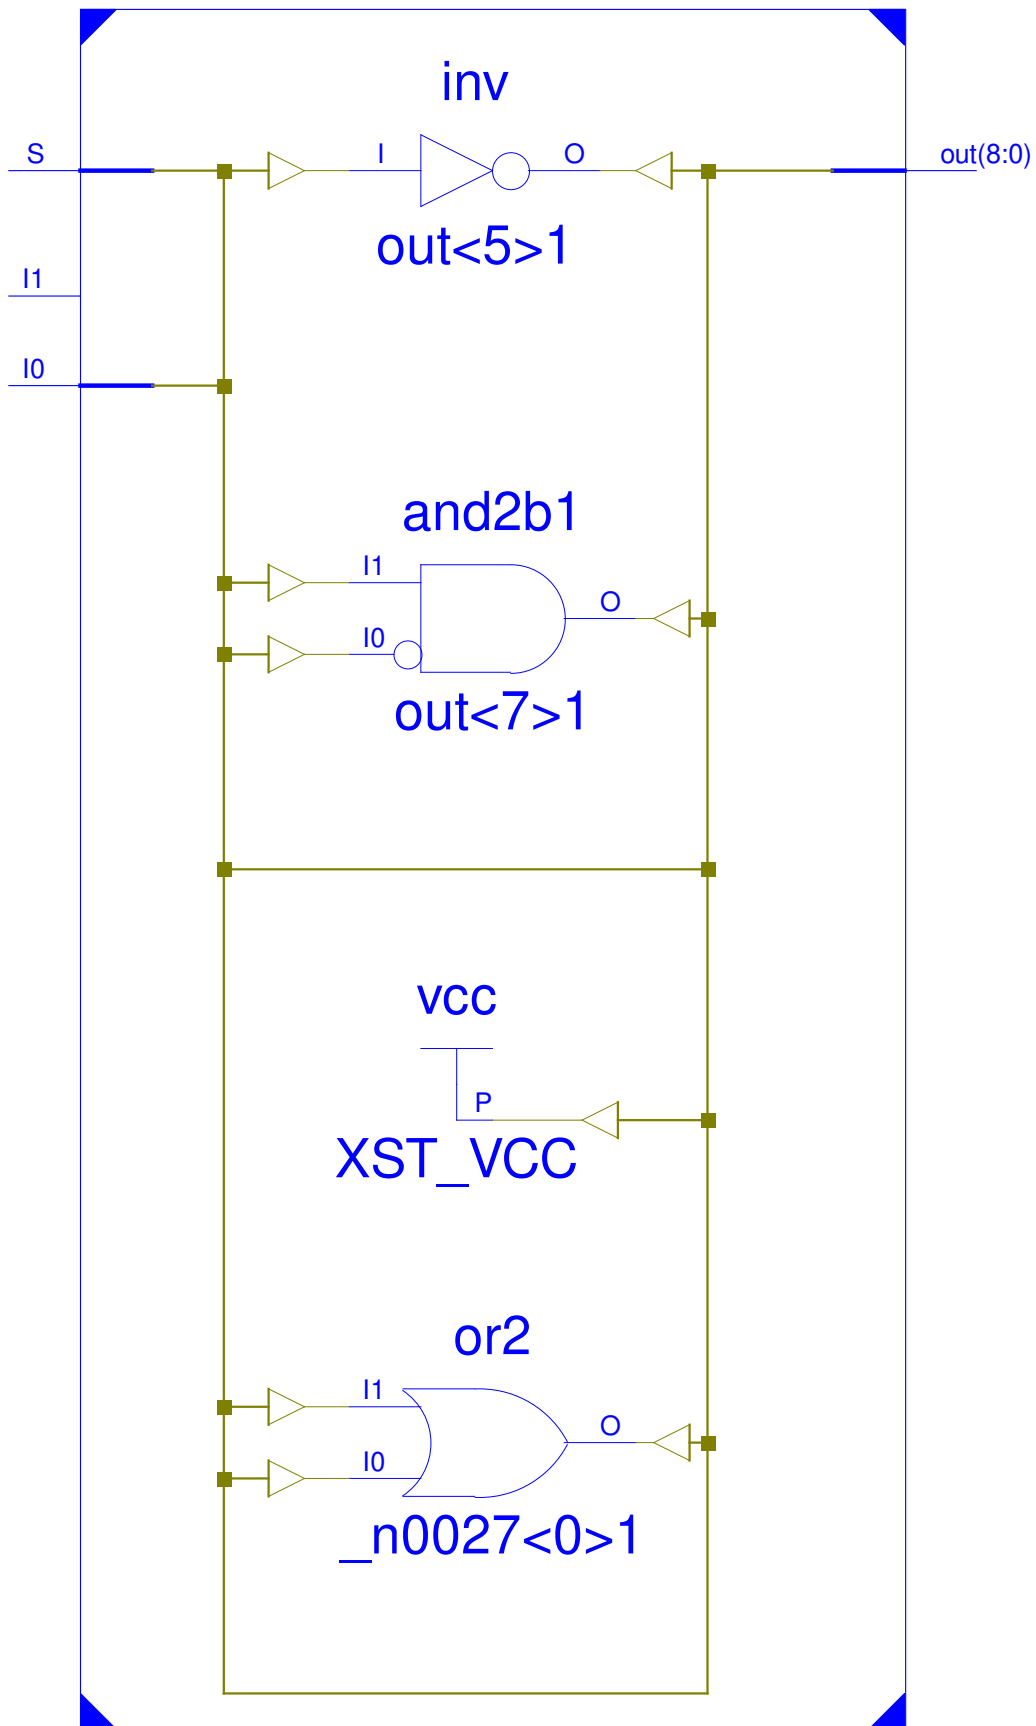 inv
S
I
O
out(8:0)
out<5>1
I1
I0
and2b1
I1
O
I0
out<7>1
vcc
P
XST_VCC
or2
I1
O
I0
_n0027<0>1